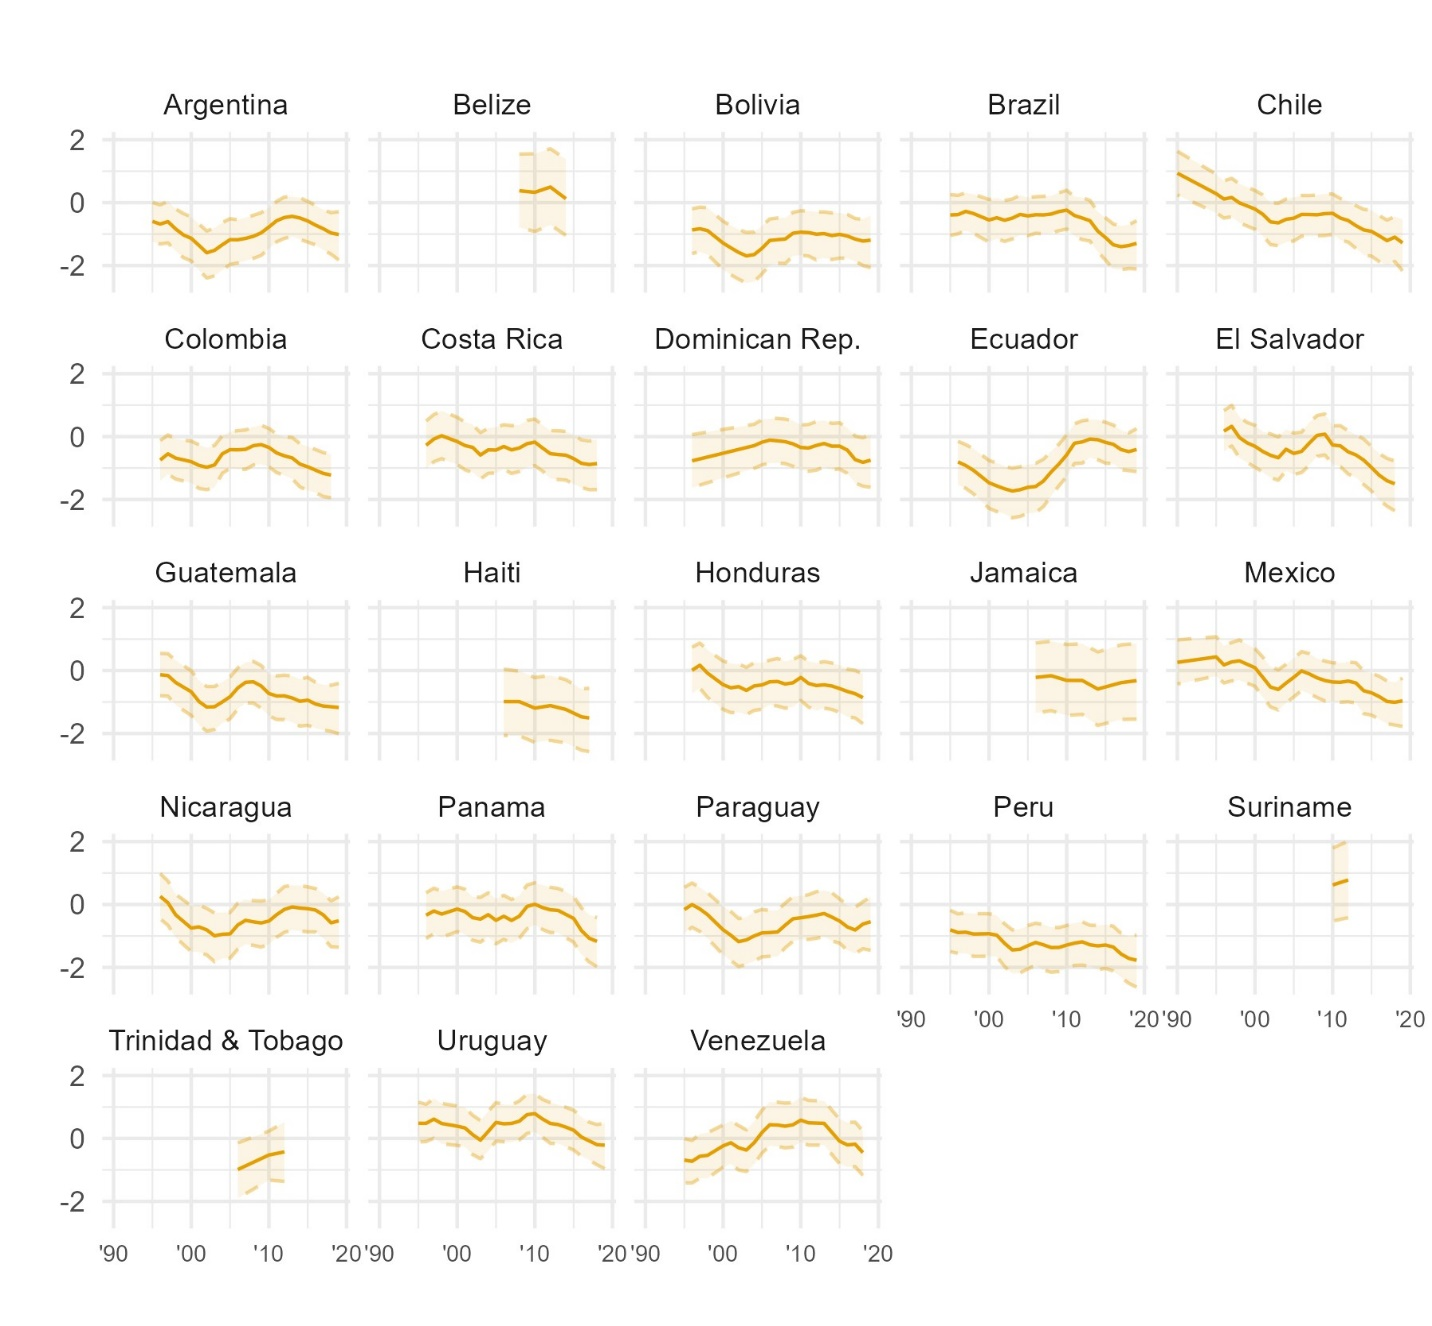 Argentina Belize Bolivia Brazil Chile
2
0
-2
Colombia Costa Rica Dominican Rep. Ecuador El Salvador
2
0
-2
Guatemala Haiti Honduras Jamaica Mexico
2
0
-2
Nicaragua Panama Paraguay Peru Suriname
2
0
-2
'90 '00 '10 '20 '90 '00 '10 '20
Trinidad & Tobago Uruguay Venezuela
2
0
-2
'90 '00 '10 '20 '90 '00 '10 '20 '90 '00 '10 '20